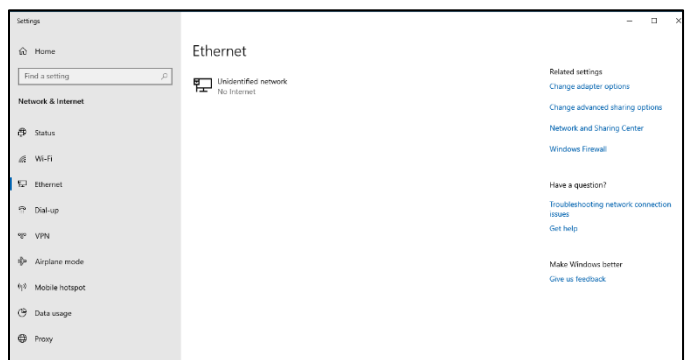 Settings
Home
Find a setting
Network & Internet
Status
Wi-Fi
Ethernet
Dial-up
VPN
Airplane mode
Mobile hotspot
Data usage
Proxy
Ethernet
Unidentified network
No Internet
Related settings
Change adapter options
Change advanced sharing options
Network and Sharing Center
Windows Firewall
Have a question?
Troubleshooting network connection
issues
Get help
Make Windows better
Give us feedback